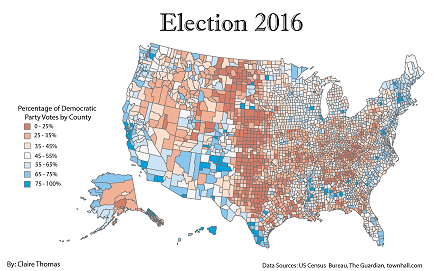 Election 2016
Percentage of Democratic
Party Votes by County
0 - 25%
25 - 35%
35 - 45%
45 - 55%
55 - 65%
65 - 75%
75 - 100%
By: Claire Thomas
Data Sources: US Census Bureau, The Guardian, townhall.com